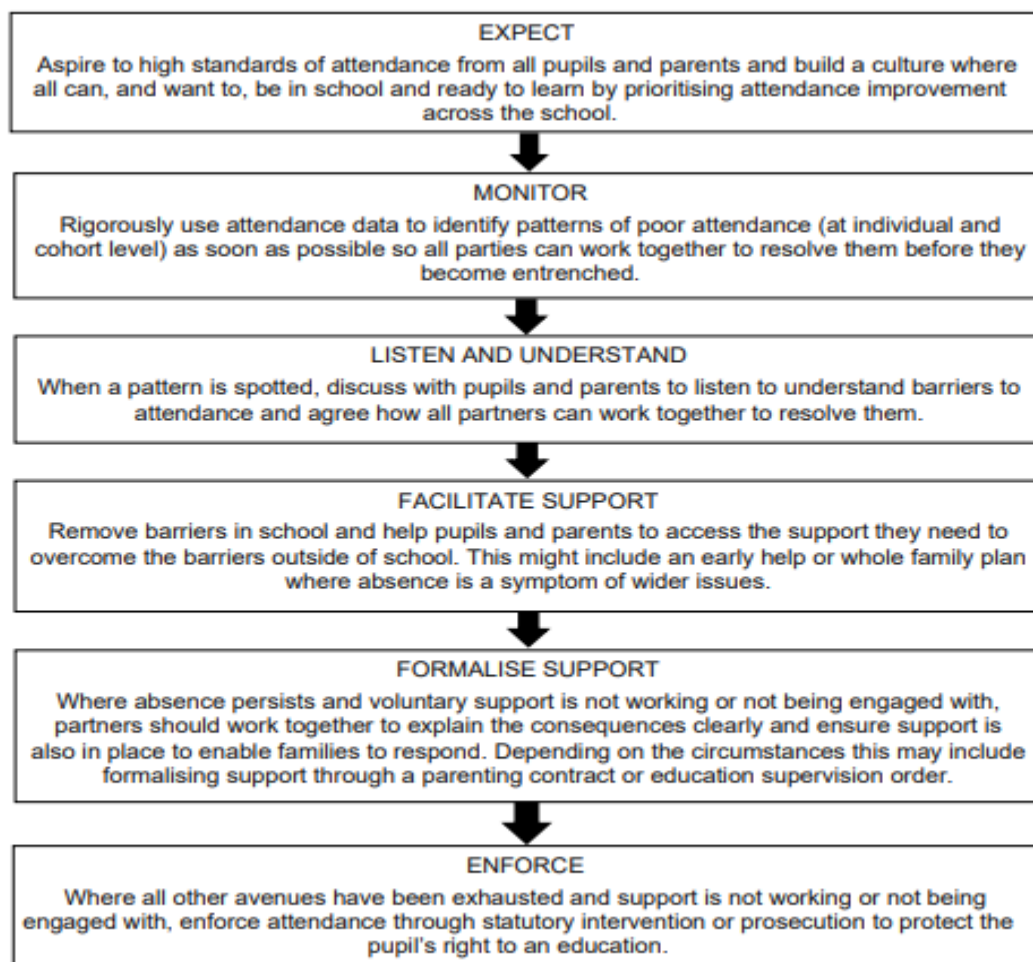 EXPECT
Aspire to high standards of attendance from all pupils and parents and build a culture where
all can, and want to, be in school and ready to learn by prioritising attendance improvement
across the school.
MONITOR
Rigorously use attendance data to identify patterns of poor attendance (at individual and
cohort level) as soon as possible so all parties can work together to resolve them before they
become entrenched.
LISTEN AND UNDERSTAND
When a pattern is spotted, discuss with pupils and parents to listen to understand barriers to
attendance and agree how all partners can work together to resolve them.
FACILITATE SUPPORT
Remove barriers in school and help pupils and parents to access the support they need to
overcome the barriers outside of school. This might include an early help or whole family plan
where absence is a symptom of wider issues.
FORMALISE SUPPORT
Where absence persists and voluntary support is not working or not being engaged with,
partners should work together to explain the consequences clearly and ensure support is
also in place to enable families to respond. Depending on the circumstances this may include
formalising support through a parenting contract or education supervision order.
ENFORCE
Where all other avenues have been exhausted and support is not working or not being
engaged with, enforce attendance through statutory intervention or prosecution to protect the
pupil's right to an education.